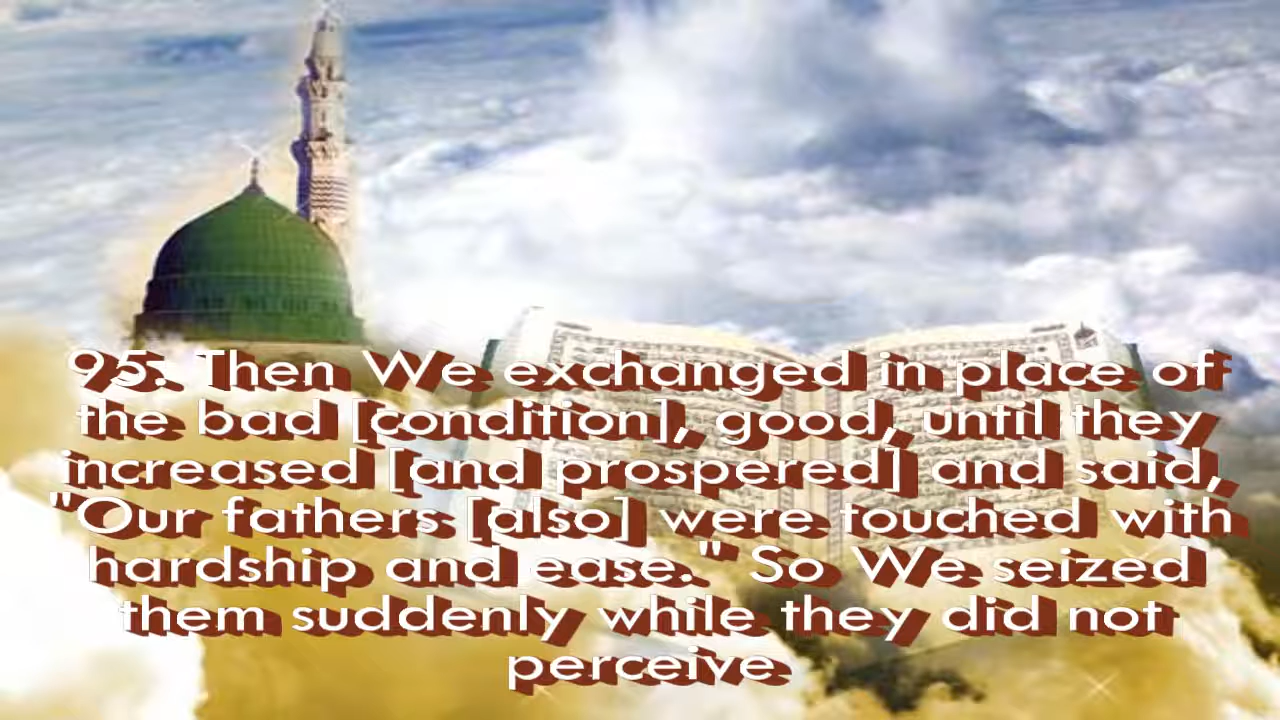 95. Then We exchanged in place of
the bad [condition], good, until they
increased [and prospered] and said,
"Our fathers [also] were touched with
hardship and ease." So We seized
them suddenly while they did not
perceive